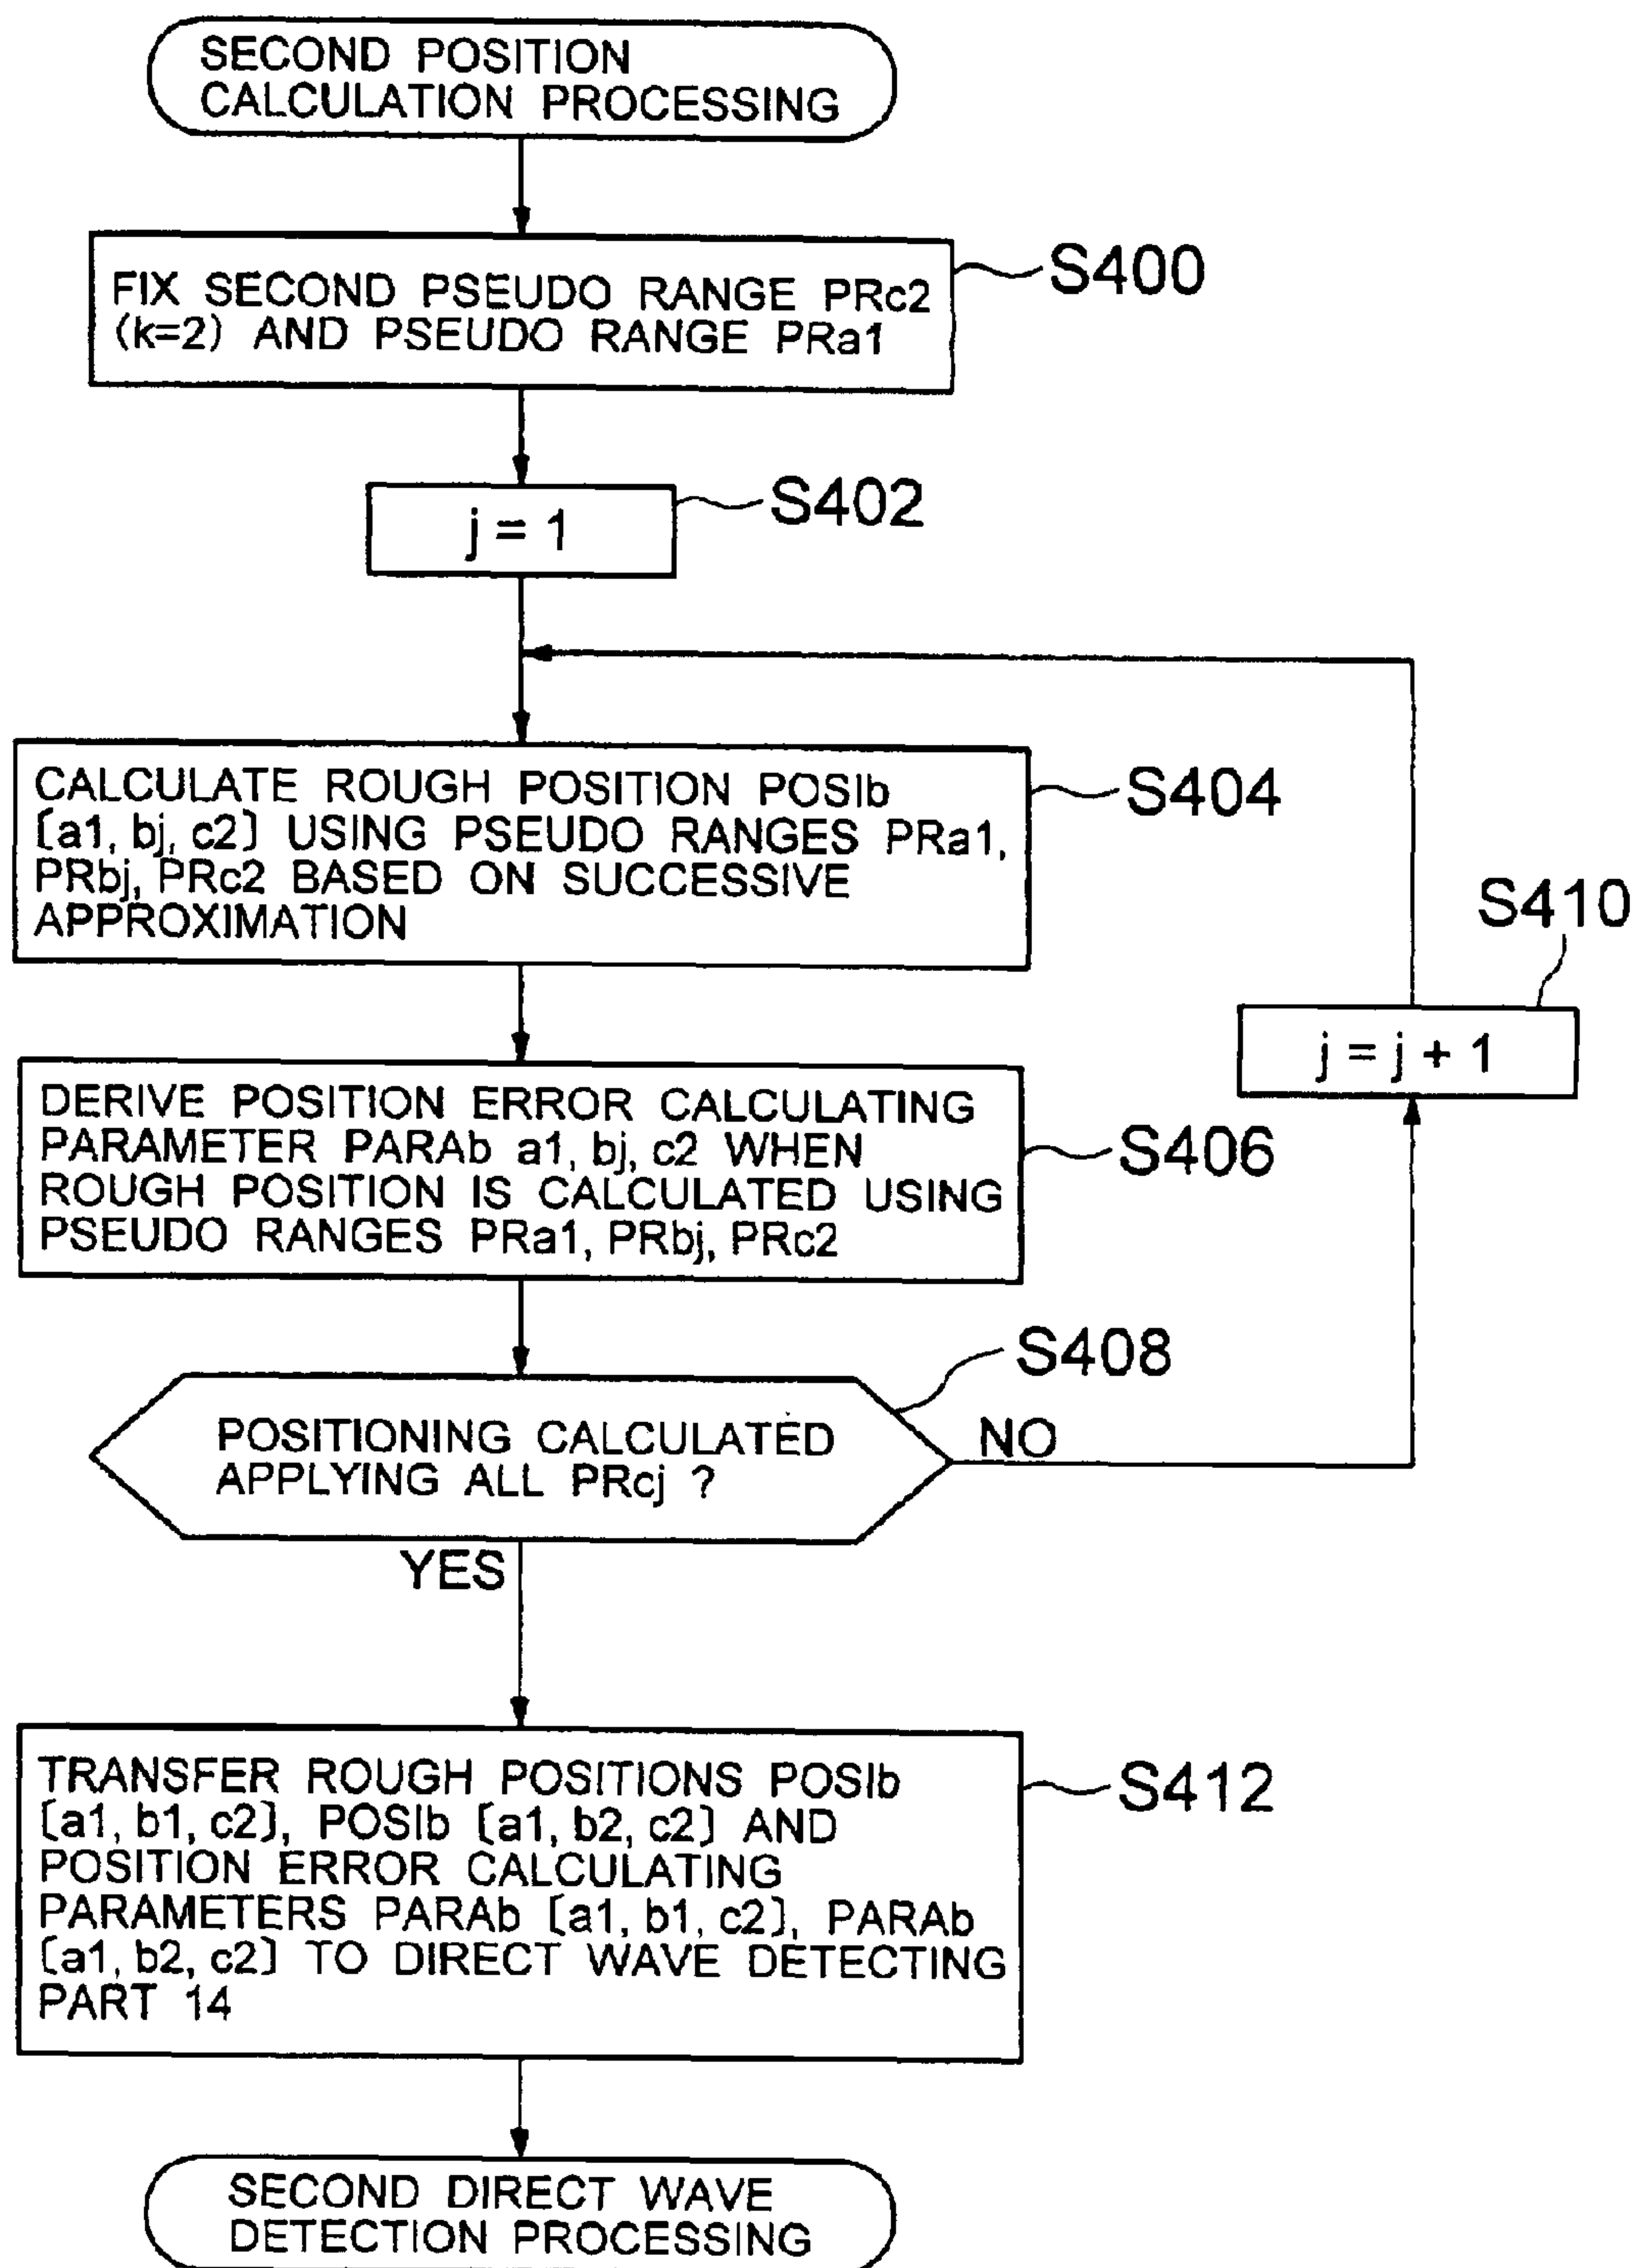 SECOND POSITION
CALCULATION PROCESSING
FIX SECOND PSEUDO RANGE PRc2
(k=2) AND PSEUDO RANGE PRa1
S400
j = 1
S402
CALCULATE ROUGH POSITION POSIb
[a1, bj, c2] USING PSEUDO RANGES PRa1,
PRbj, PRc2 BASED ON SUCCESSIVE
APPROXIMATION
S404
S410
j = j + 1
DERIVE POSITION ERROR CALCULATING
PARAMETER PARAb a1, bj, c2 WHEN
ROUGH POSITION IS CALCULATED USING
PSEUDO RANGES PRa1, PRbj, PRc2
S406
S408
POSITIONING CALCULATED
APPLYING ALL PRcj ?
NO
YES
TRANSFER ROUGH POSITIONS POSIb
[a1, b1, c2], POSIb [a1, b2, c2] AND
POSITION ERROR CALCULATING
PARAMETERS PARAb [a1, b1, c2], PARAb
[a1, b2, c2] TO DIRECT WAVE DETECTING
PART 14
S412
SECOND DIRECT WAVE
DETECTION PROCESSING